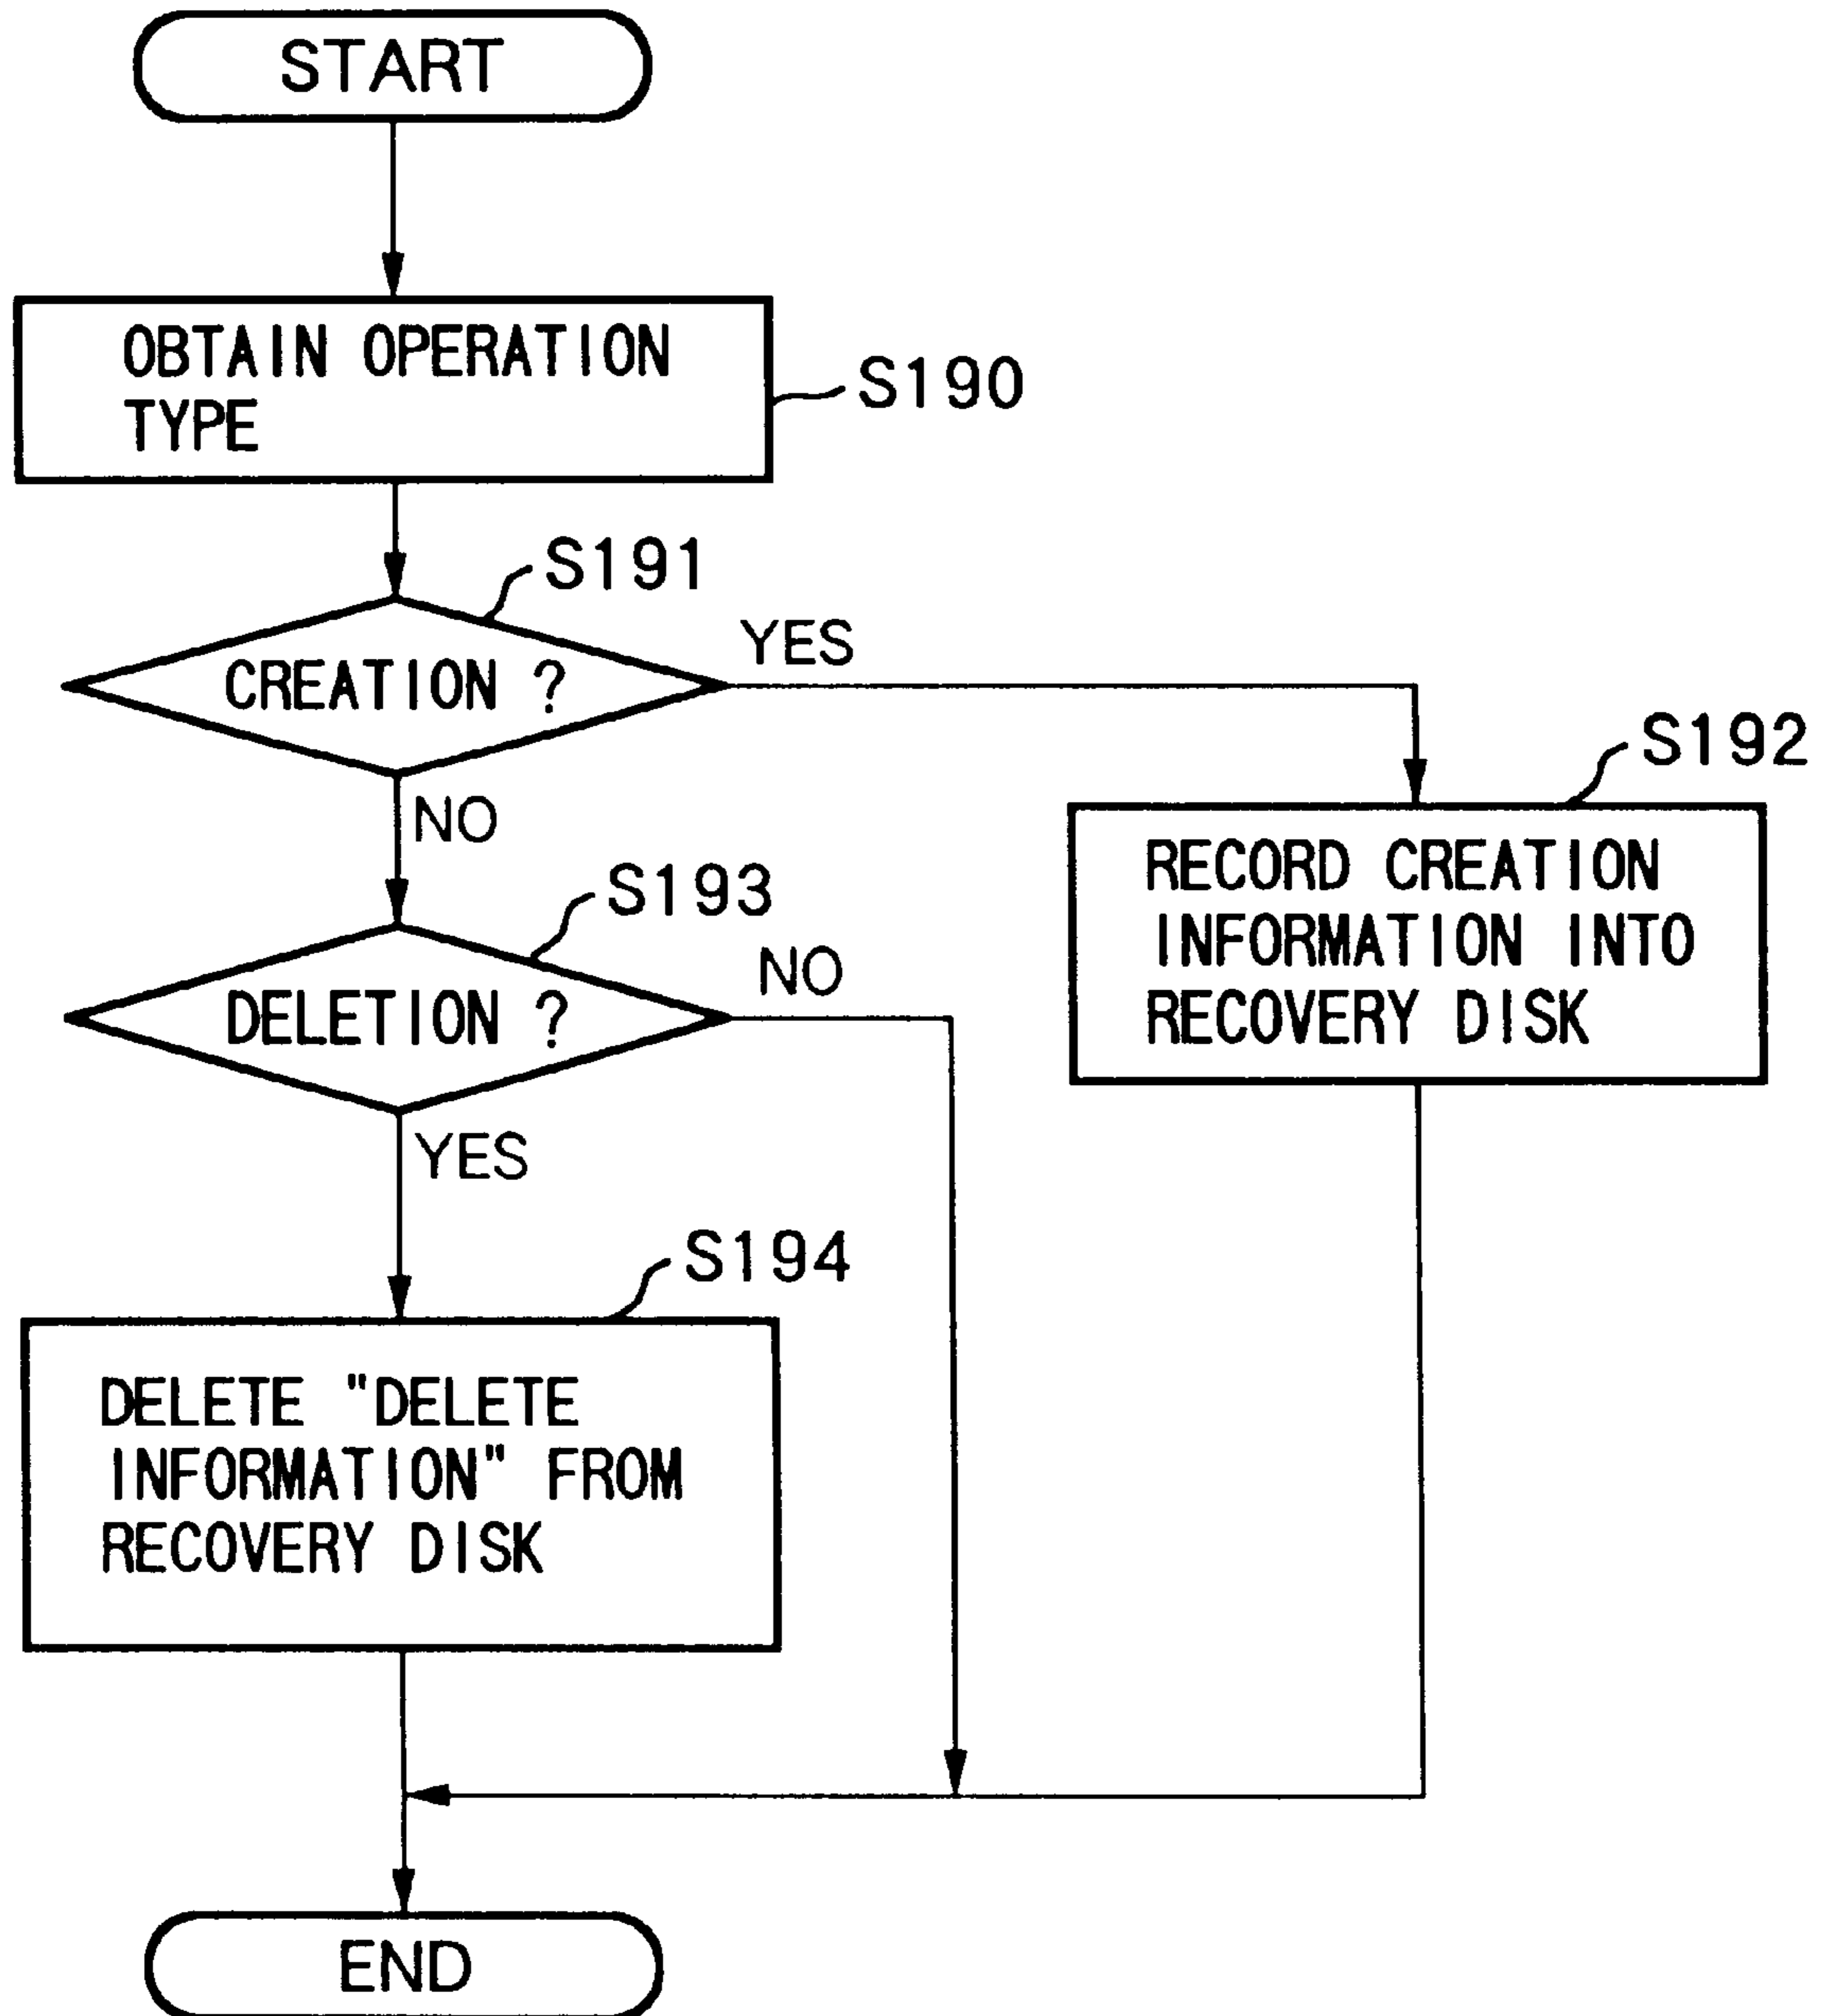 START
OBTAIN OPERATION
TYPE
S190
S191
CREATION ?
YES
NO
S192
RECORD CREATION
INFORMATION INTO
RECOVERY DISK
S193
DELETION ?
NO
YES
S194
DELETE "DELETE
INFORMATION" FROM
RECOVERY DISK
END